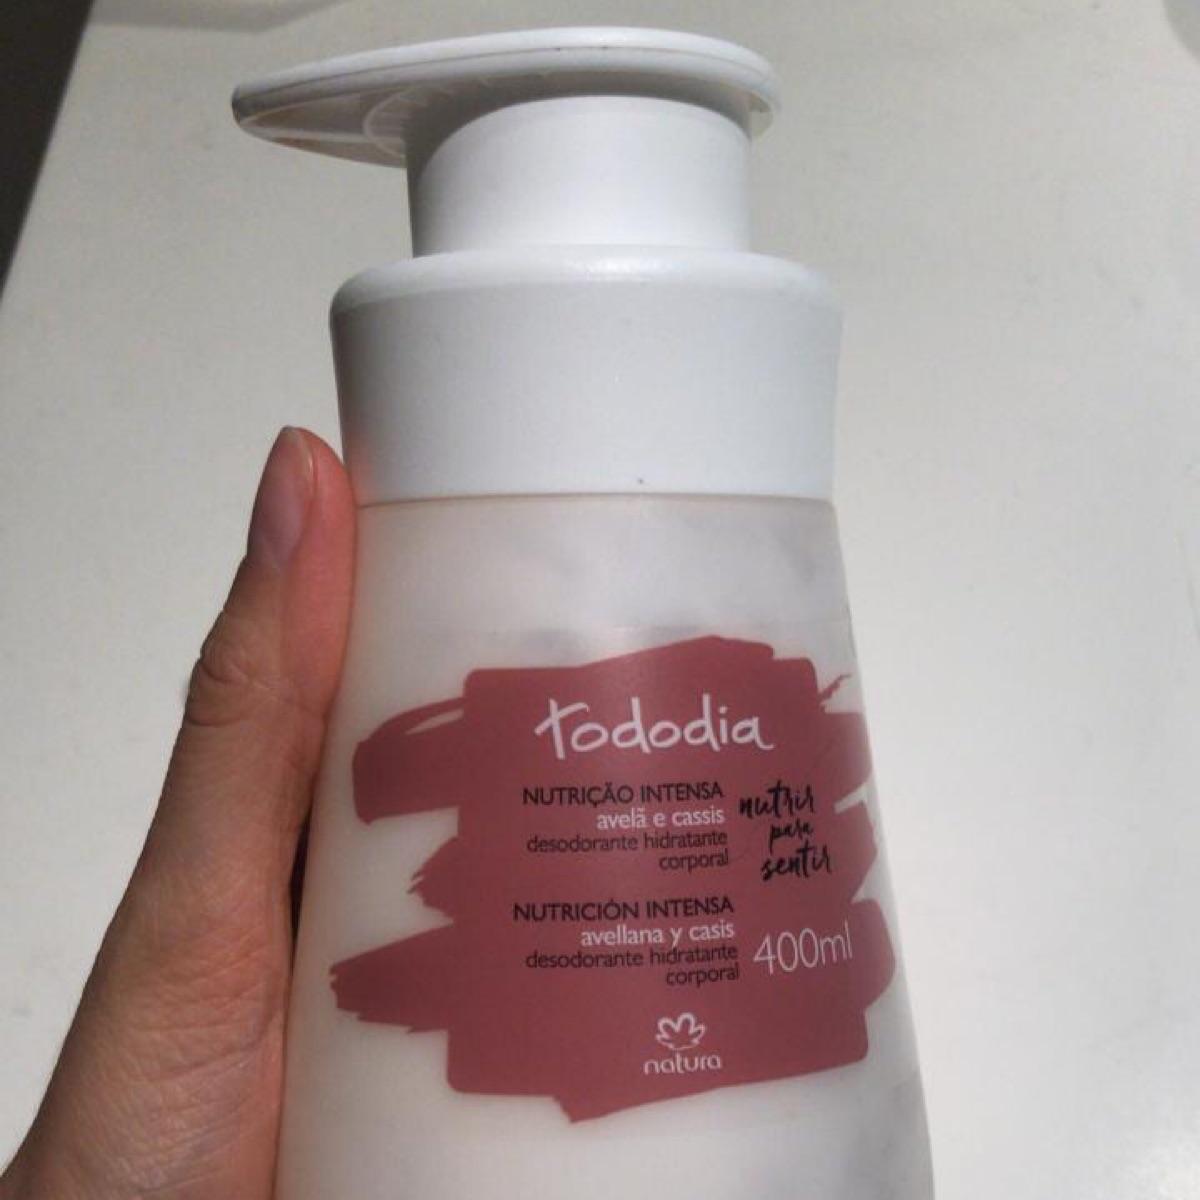 tododia
NUTRIÇÃO INTENSA
avelã e cassis
desodorante hidratante
corporal
nutrir
para
sentir
NUTRICIÓN INTENSA
avellana y casis
desodorante hidratante
corporal
400ml
natura